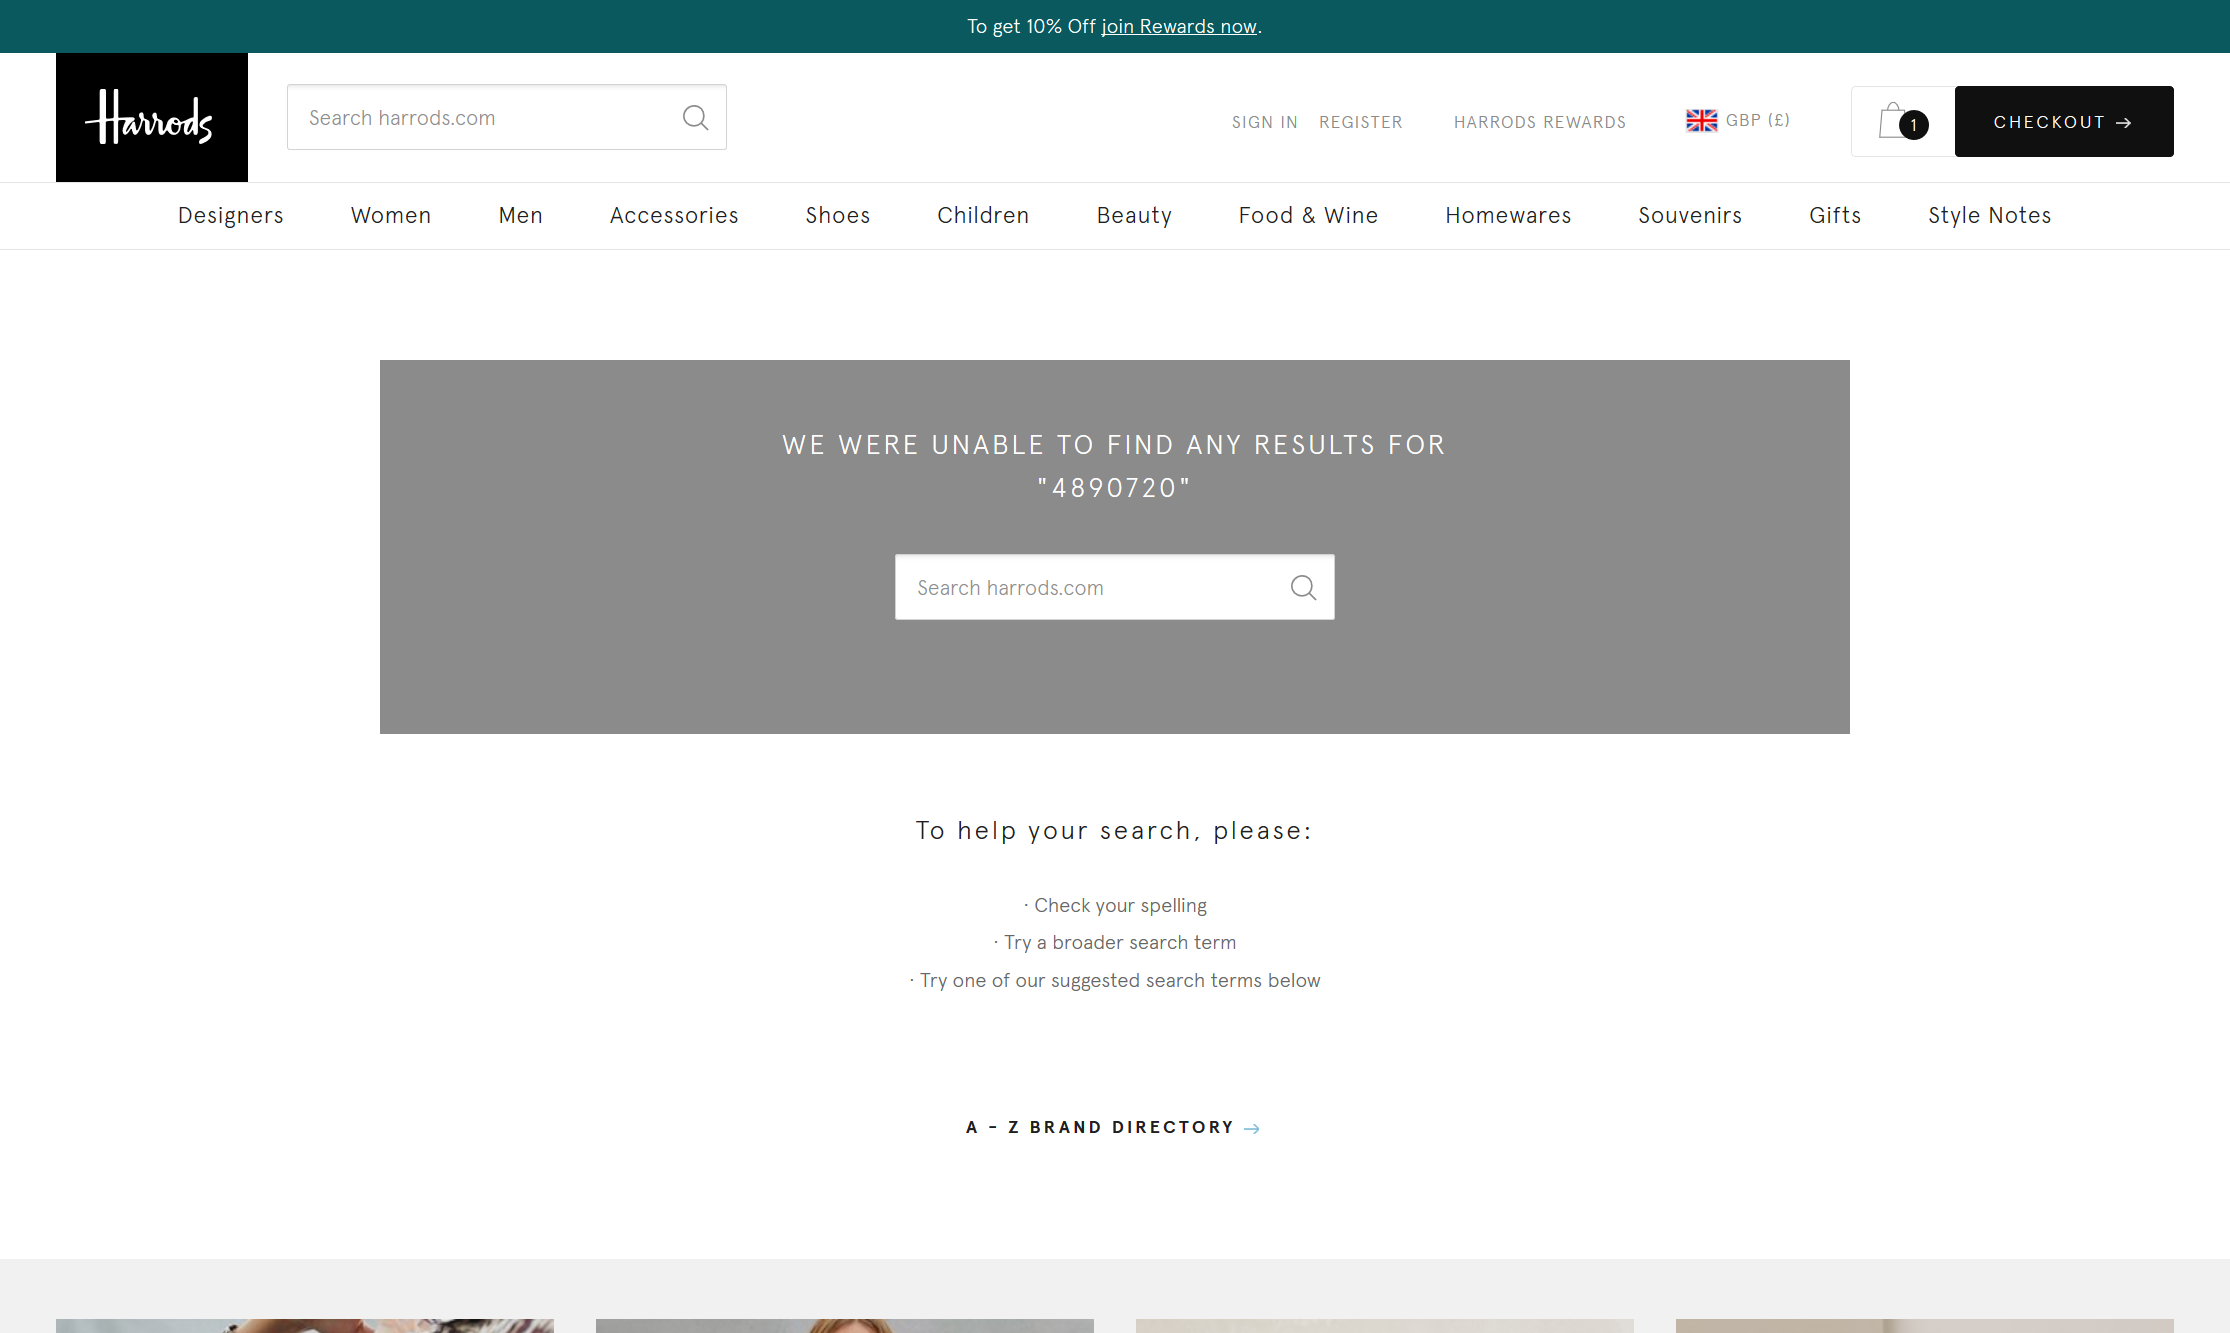 To get 10% Off join Rewards now.
Harrods
Search harrods.com
SIGN IN
REGISTER
HARRODS REWARDS
GBP (£)
1
CHECKOUT →
Designers
Women
Men
Accessories
Shoes
Children
Beauty
Food & Wine
Homewares
Souvenirs
Gifts
Style Notes
WE WERE UNABLE TO FIND ANY RESULTS FOR
"4890720"
Search harrods.com
To help your search, please:
· Check your spelling
· Try a broader search term
· Try one of our suggested search terms below
A - Z BRAND DIRECTORY →